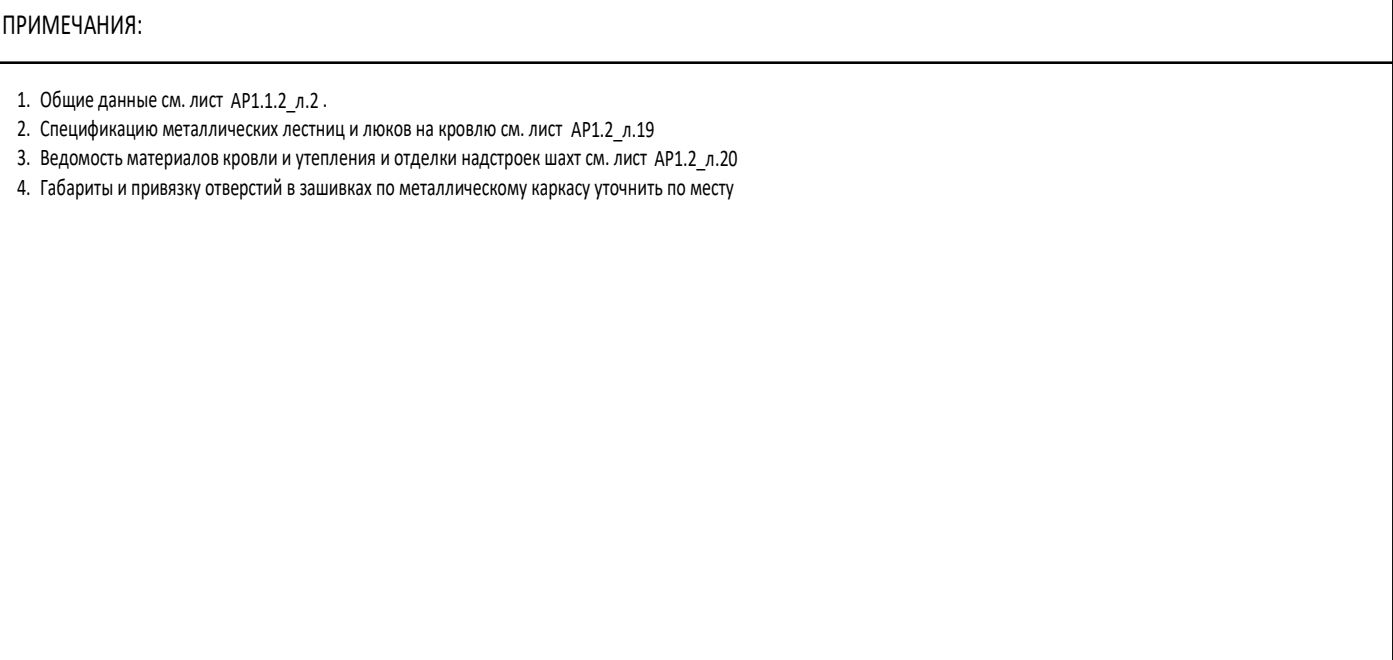 ПРИМЕЧАНИЯ:
1. Общие данные см. лист АР1.1.2_л.2 .
2. Спецификацию металлических лестниц и люков на кровлю см. лист АР1.2_л.19
3. Ведомость материалов кровли и утепления и отделки надстроек шахт см. лист АР1.2_л.20
4. Габариты и привязку отверстий в зашивках по металлическому каркасу уточнить по месту